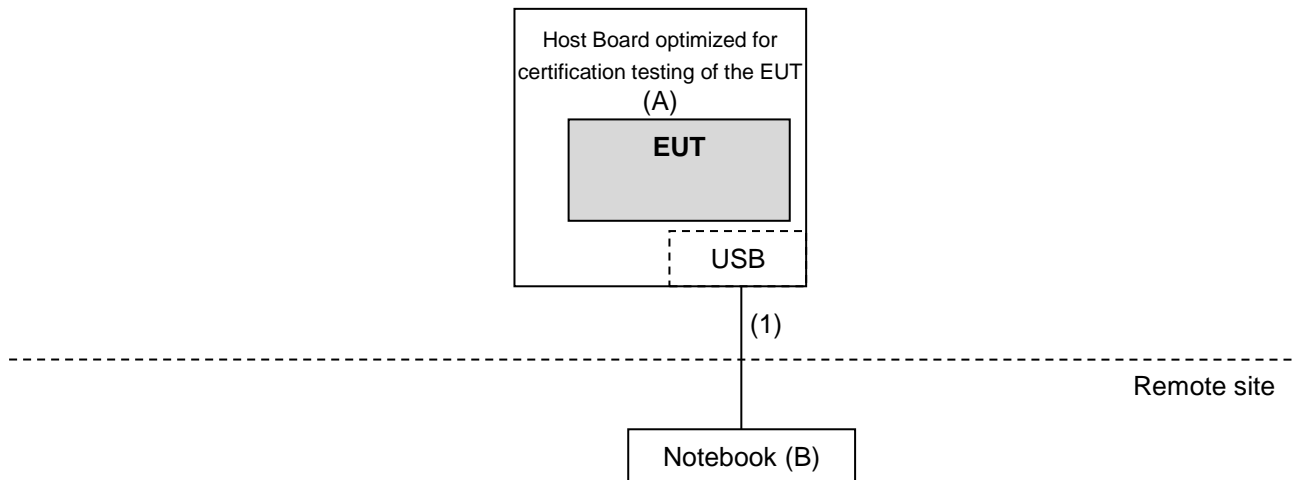 Host Board optimized for
certification testing of the EUT
(A)
EUT
USB
(1)
Remote site
Notebook (B)